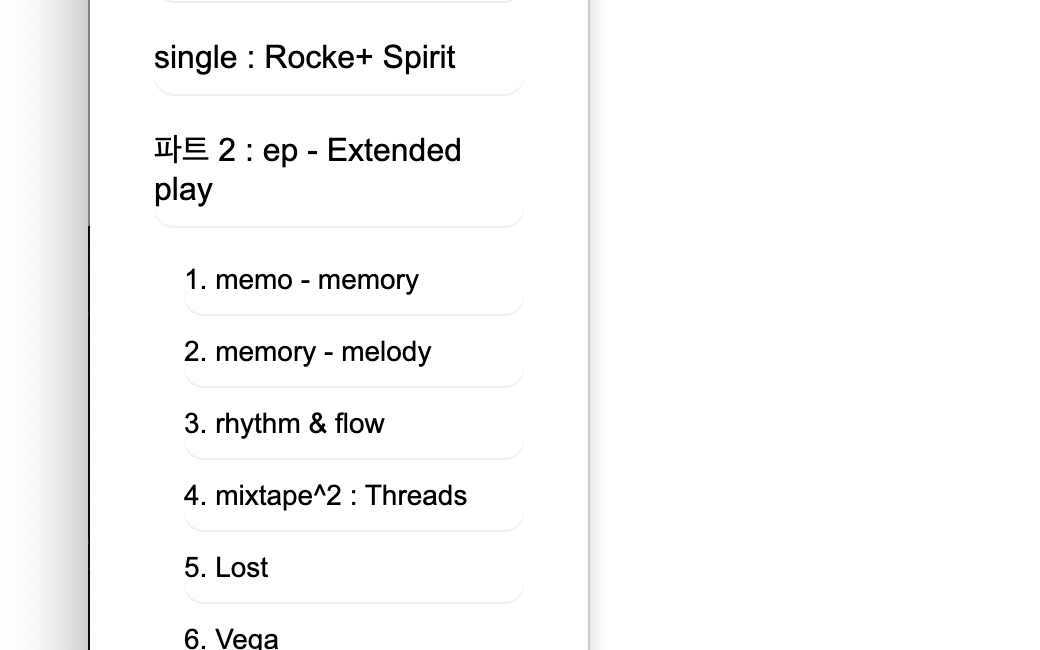 single : Rocke+ Spirit
파트 2 : ep - Extended
play
1. memo - memory
2. memory - melody
3. rhythm & flow
4. mixtape^2 : Threads
5. Lost
6. Vega